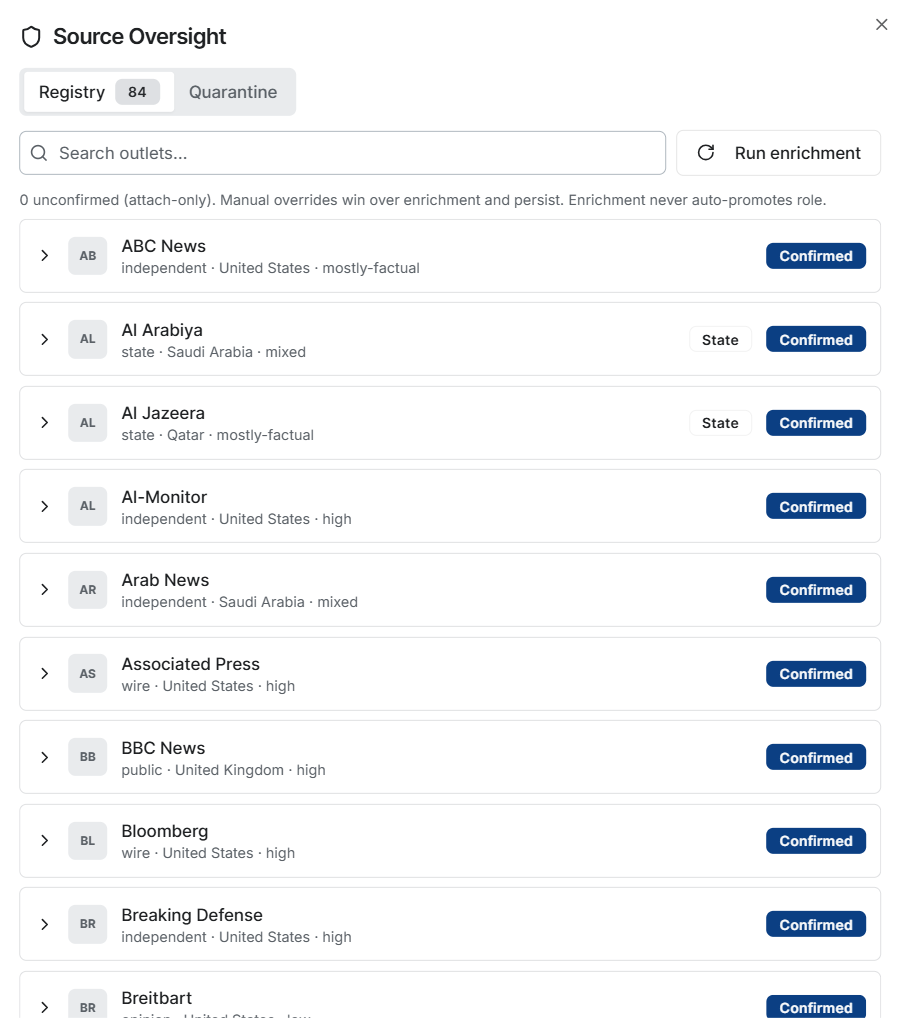 Source Oversight
Registry 84 Quarantine
Search outlets...
Run enrichment
0 unconfirmed (attach-only). Manual overrides win over enrichment and persist. Enrichment never auto-promotes role.
AB
ABC News
independent · United States · mostly-factual
Confirmed
AL
Al Arabiya
state · Saudi Arabia · mixed
State
Confirmed
AL
Al Jazeera
state · Qatar · mostly-factual
State
Confirmed
AL
Al-Monitor
independent · United States · high
Confirmed
AR
Arab News
independent · Saudi Arabia · mixed
Confirmed
AS
Associated Press
wire · United States · high
Confirmed
BB
BBC News
public · United Kingdom · high
Confirmed
BL
Bloomberg
wire · United States · high
Confirmed
BR
Breaking Defense
independent · United States · high
Confirmed
BR
Breitbart
Confirmed